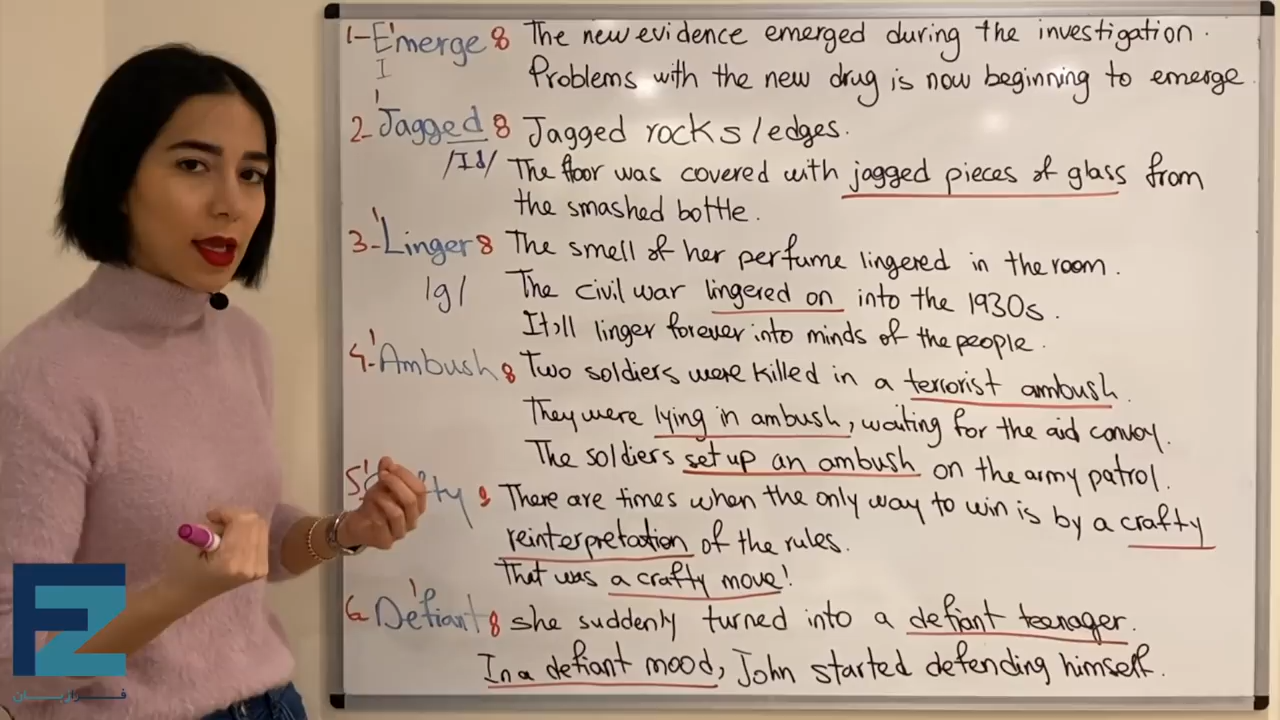 1- Emerge: The new evidence emerged during the investigation.
I
Problems with the new drug is now beginning to emerge.
2- Jagged: Jagged rocks/edges.
/Id/
The floor was covered with jagged pieces of glass from
the smashed bottle.
3- Linger: The smell of her perfume lingered in the room.
/g/
The civil war lingered on into the 1930s.
It'll linger forever into minds of the people.
4- Ambush: Two soldiers were killed in a terrorist ambush.
They were lying in ambush, waiting for the aid convoy.
The soldiers set up an ambush on the army patrol.
5- There are times when the only way to win is by a crafty
reinterpretation of the rules.
That was a crafty move!
6- Defiant: she suddenly turned into a defiant teenager.
In a defiant mood, John started defending himself.
FZ
فرازبان